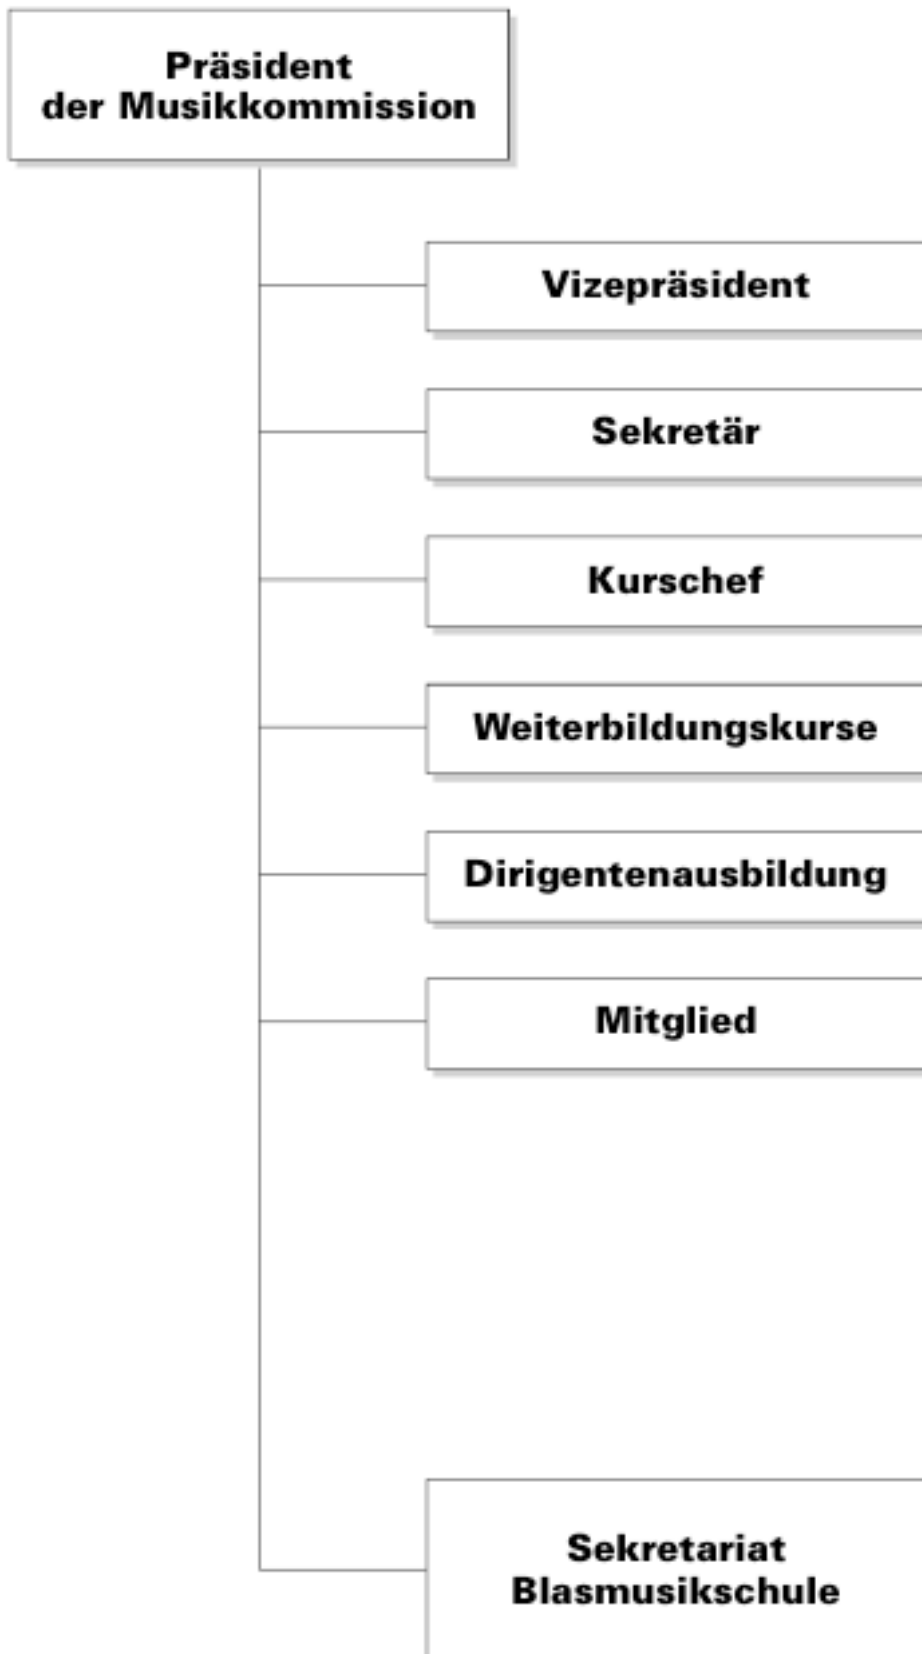 Präsident
der Musikkommission
Vizepräsident
Sekretär
Kurschef
Weiterbildungskurse
Dirigentenausbildung
Mitglied
Sekretariat
Blasmusikschule